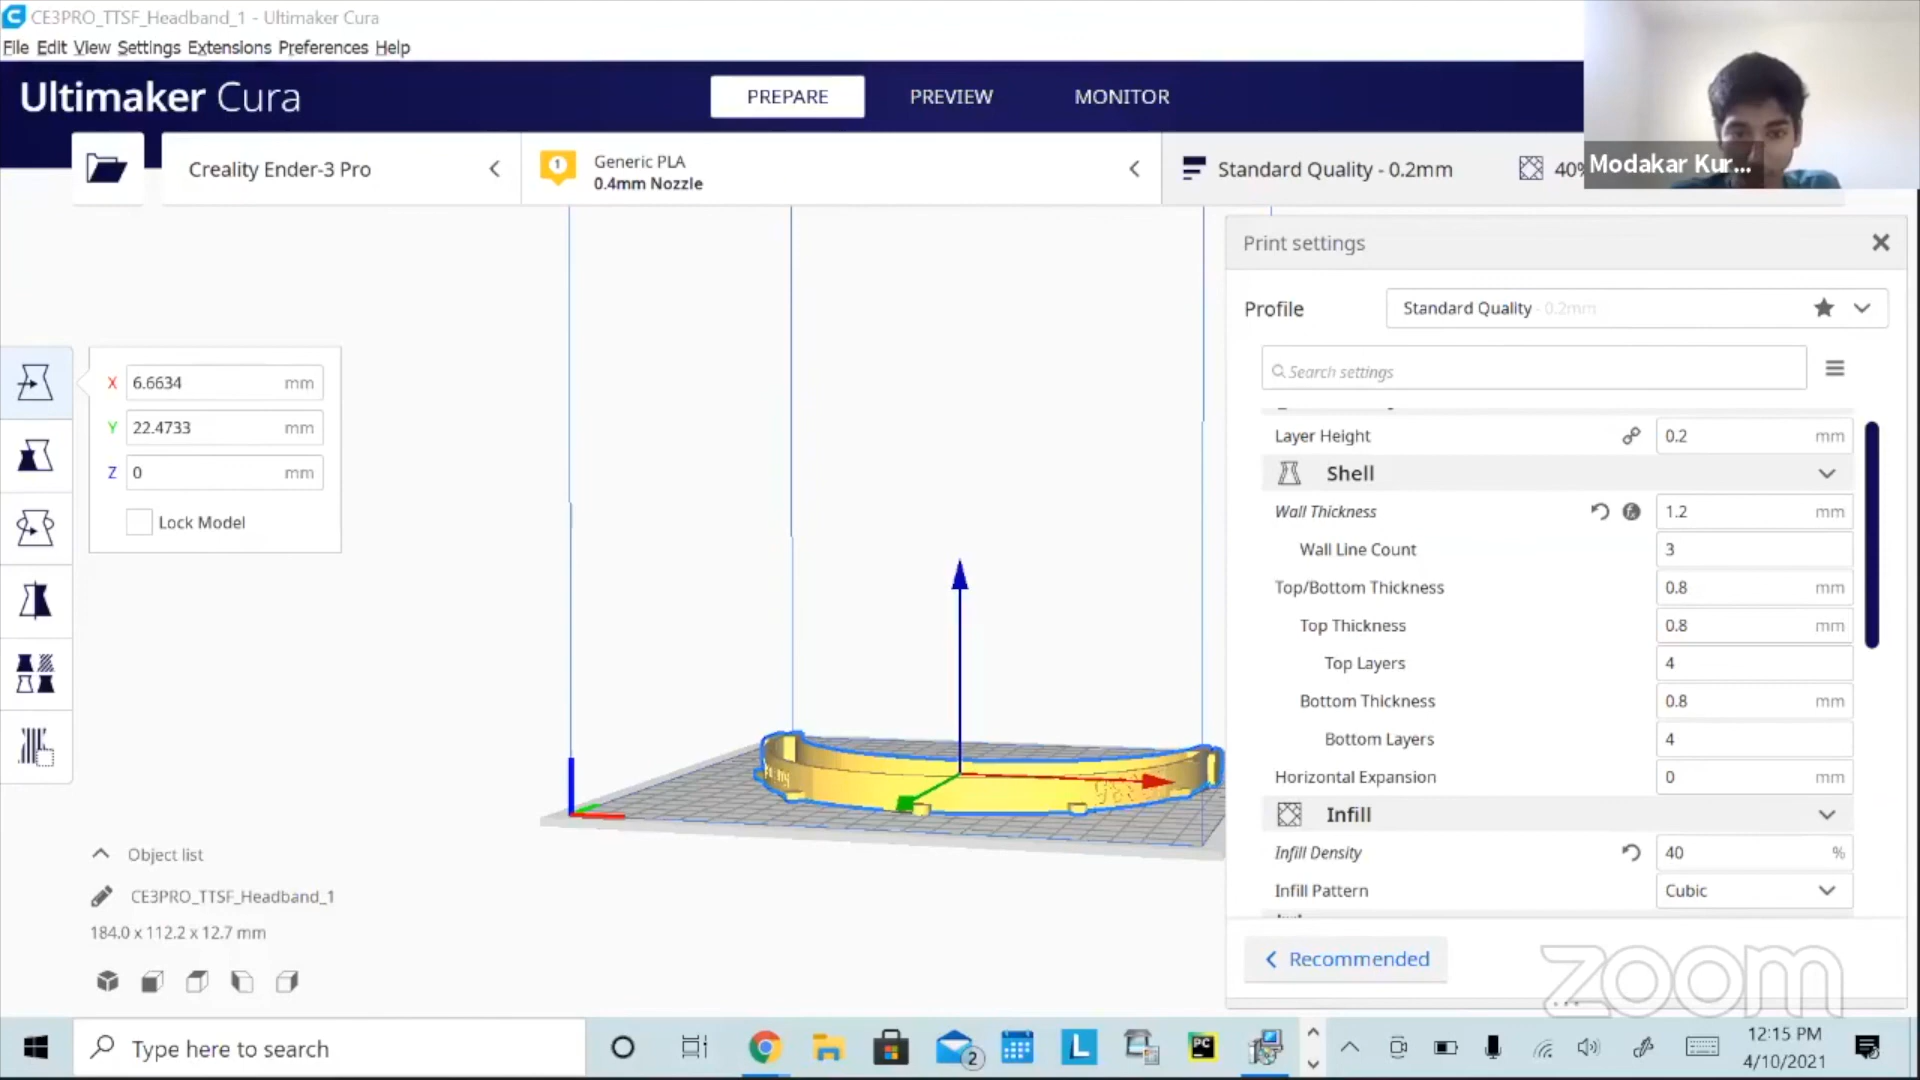 CE3PRO_TTSF_Headband_1 - Ultimaker Cura
File Edit View Settings Extensions Preferences Help
Ultimaker Cura
PREPARE
PREVIEW
MONITOR
Creality Ender-3 Pro
1
Generic PLA
0.4mm Nozzle
Standard Quality - 0.2mm
40%
Modakar Kur...
Print settings
Profile
Standard Quality - 0.2mm
Search settings
Layer Height 0.2 mm
Shell
Wall Thickness 1.2 mm
Wall Line Count 3
Top/Bottom Thickness 0.8 mm
Top Thickness 0.8 mm
Top Layers 4
Bottom Thickness 0.8 mm
Bottom Layers 4
Horizontal Expansion 0 mm
Infill
Infill Density 40 %
Infill Pattern Cubic
Recommended
X 6.6634 mm
Y 22.4733 mm
Z 0 mm
Lock Model
Object list
CE3PRO_TTSF_Headband_1
184.0 x 112.2 x 12.7 mm
zoom
Type here to search
2
L
PC
12:15 PM
4/10/2021